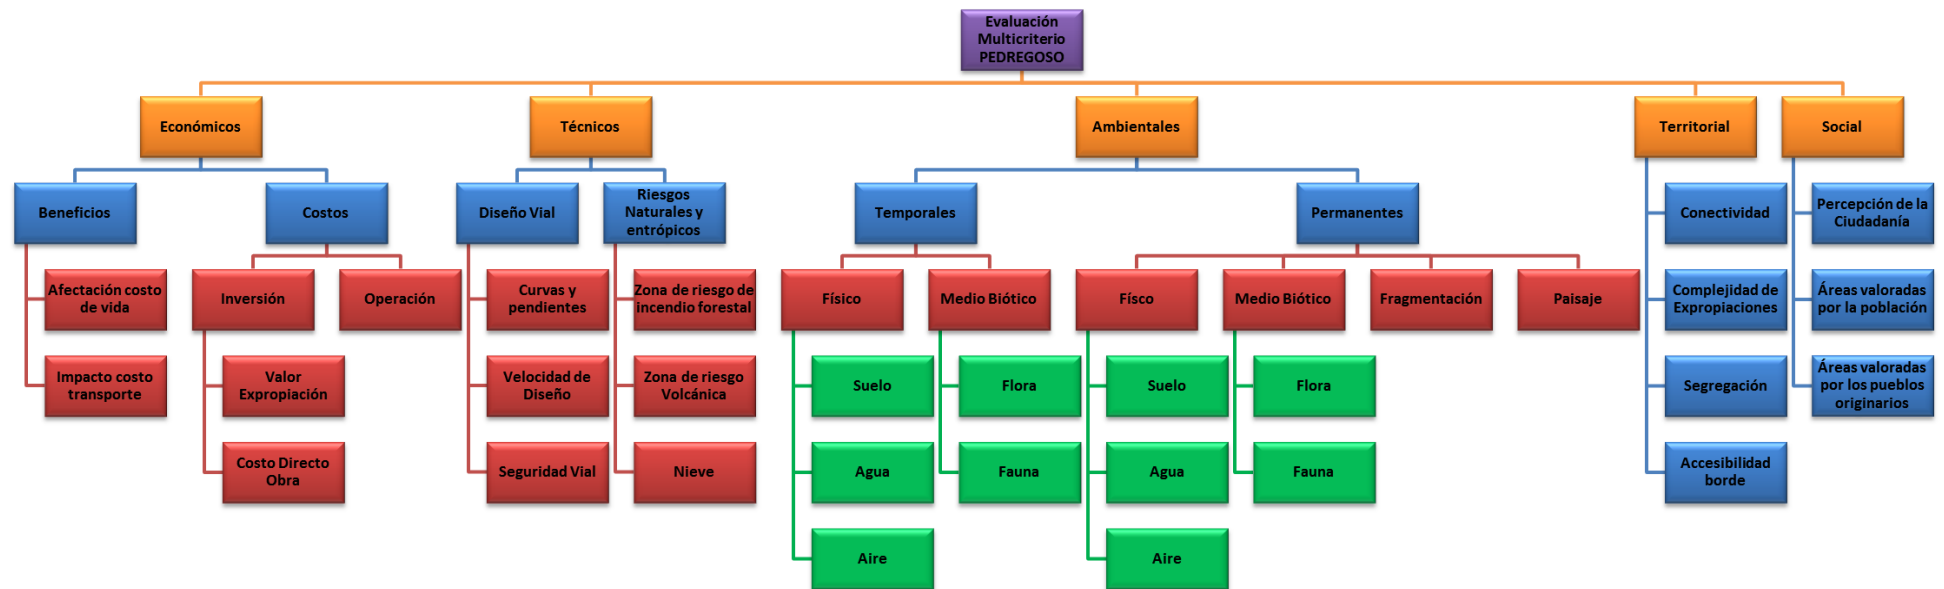 Evaluación
Multicriterio
PEDREGOSO
Económicos
Técnicos
Ambientales
Territorial
Social
Beneficios
Costos
Diseño Vial
Riesgos
Naturales y
entrópicos
Temporales
Permanentes
Conectividad
Percepción de la
Ciudadanía
Afectación costo
de vida
Inversión
Operación
Curvas y
pendientes
Zona de riesgo de
incendio forestal
Físico
Medio Biótico
Físco
Medio Biótico
Fragmentación
Paisaje
Complejidad de
Expropiaciones
Áreas valoradas
por la población
Impacto costo
transporte
Valor
Expropiación
Velocidad de
Diseño
Zona de riesgo
Volcánica
Suelo
Flora
Suelo
Flora
Segregación
Áreas valoradas
por los pueblos
originarios
Costo Directo
Obra
Seguridad Vial
Nieve
Agua
Fauna
Agua
Fauna
Accesibilidad
borde
Aire
Aire